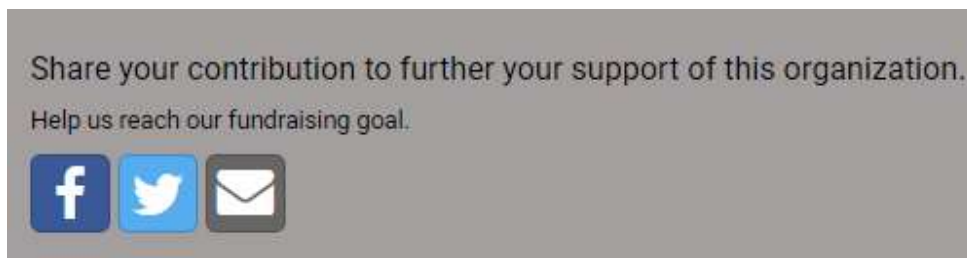 Share your contribution to further your support of this organization.
Help us reach our fundraising goal.